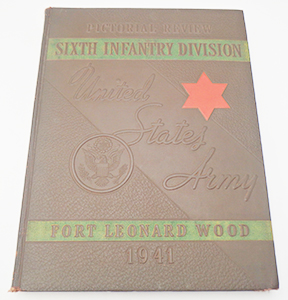 PICTORIAL REVIEW
SIXTH INFANTRY DIVISION
United
States
Army
FORT LEONARD WOOD
1941